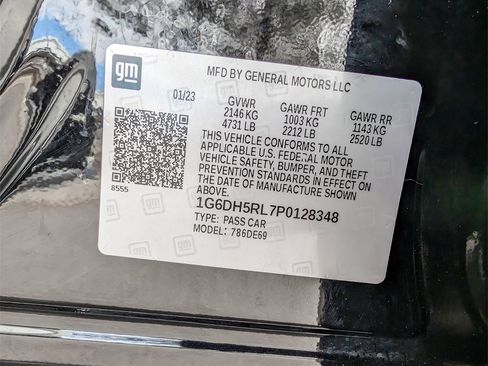 gm
MFD BY GENERAL MOTORS LLC
01/23 GVWR GAWR FRT GAWR RR
2146 KG 1003 KG 1143 KG
4731 LB 2212 LB 2520 LB
THIS VEHICLE CONFORMS TO ALL
APPLICABLE U.S. FEDERAL MOTOR
VEHICLE SAFETY, BUMPER, AND THEFT
PREVENTION STANDARDS IN EFFECT ON
THE DATE OF MANUFACTURE SHOWN
ABOVE.
8555
1G6DH5RL7P0128348
TYPE: PASS CAR
MODEL: 786DE69